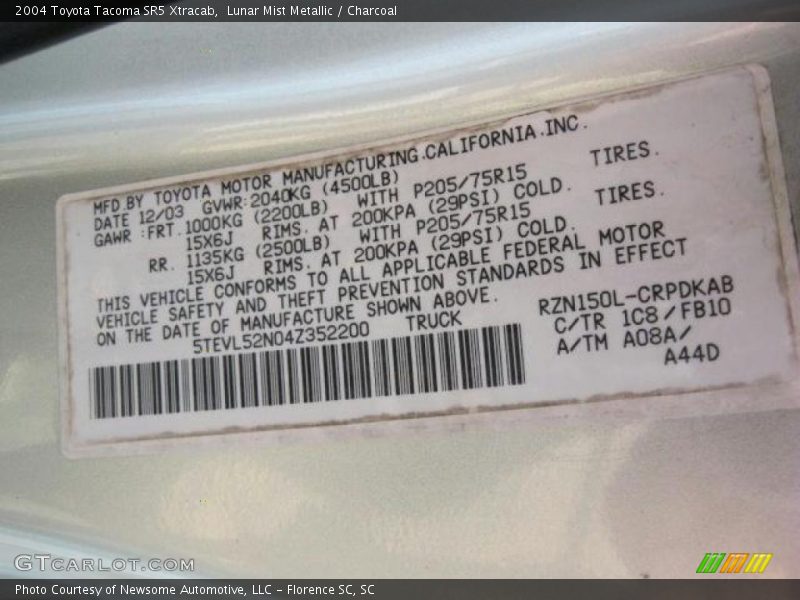 2004 Toyota Tacoma SR5 Xtracab,  Lunar Mist Metallic / Charcoal
MFD.BY TOYOTA MOTOR MANUFACTURING.CALIFORNIA.INC.
DATE 12/03 GVWR:2040KG (4500LB)
GAWR :FRT.1000KG (2200LB) WITH P205/75R15 TIRES.
15X6J RIMS. AT 200KPA (29PSI) COLD.
RR. 1135KG (2500LB) WITH P205/75R15 TIRES.
15X6J RIMS. AT 200KPA (29PSI) COLD.
THIS VEHICLE CONFORMS TO ALL APPLICABLE FEDERAL MOTOR
VEHICLE SAFETY AND THEFT PREVENTION STANDARDS IN EFFECT
ON THE DATE OF MANUFACTURE SHOWN ABOVE.
5TEVL52N04Z352200 TRUCK
RZN150L-CRPDKAB
C/TR 1C8/FB10
A/TM A08A/
A44D
GTCARLOT.COM
Photo Courtesy of Newsome Automotive, LLC - Florence SC, SC